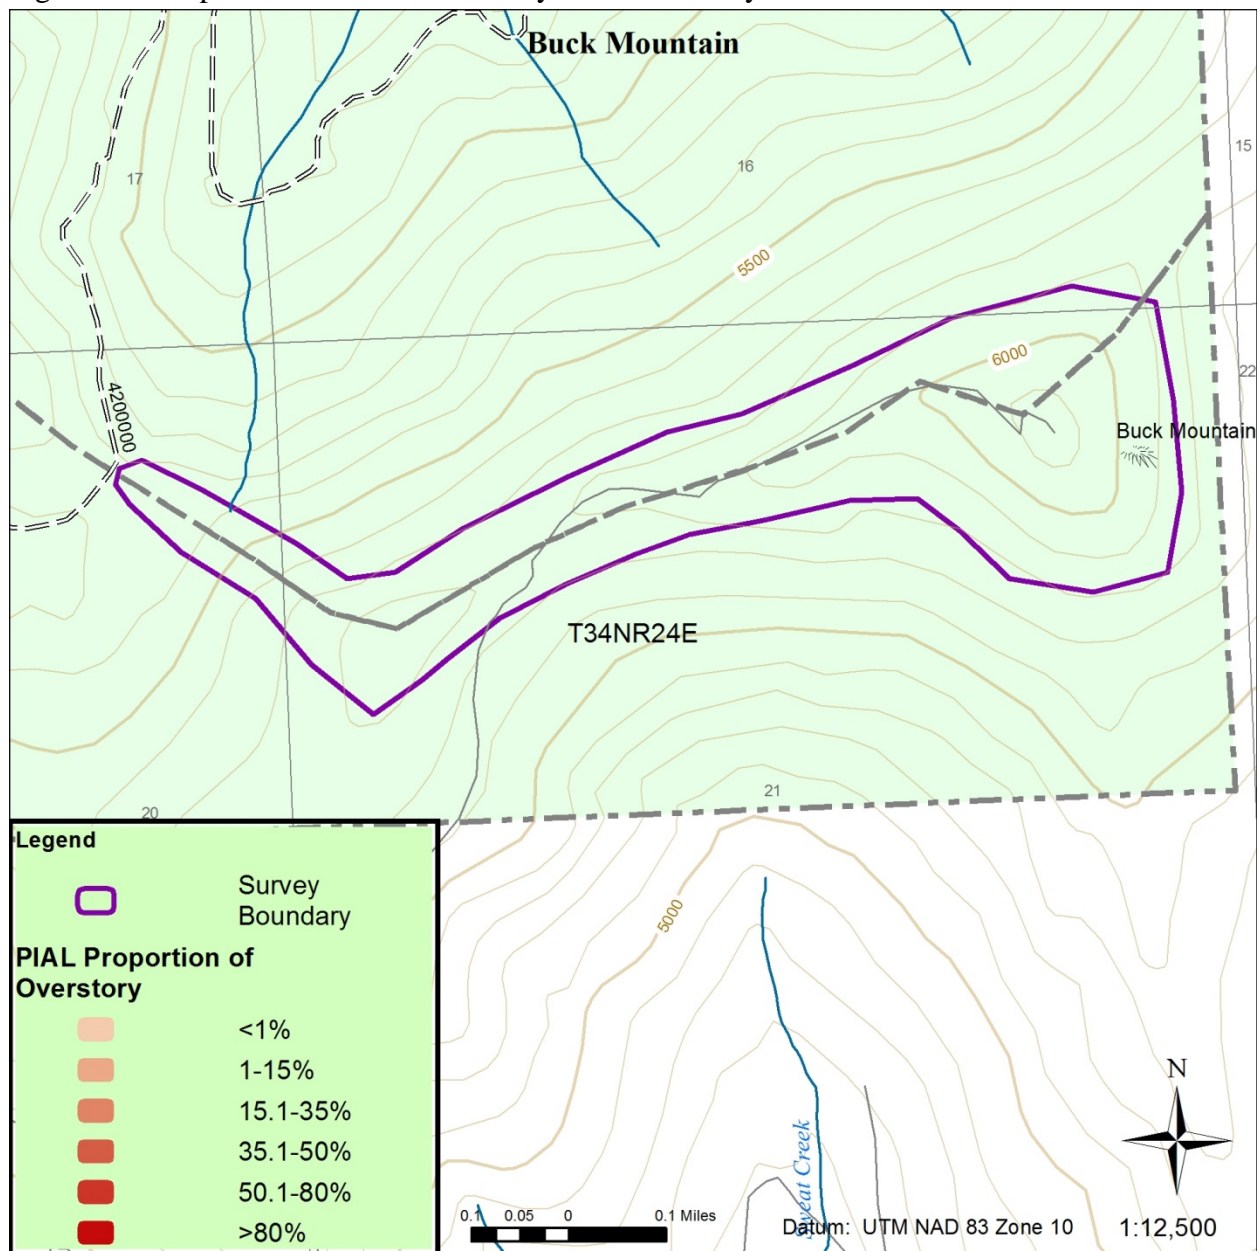 Buck Mountain
15
17
16
5500
22
6000
4200000
Buck Mountain
T34NR24E
21
20
Legend
Survey
Boundary
PIAL Proportion of
Overstory
<1%
1-15%
15.1-35%
35.1-50%
50.1-80%
>80%
5000
Sweat Creek
N
0.1 0.05 0 0.1 Miles
Datum: UTM NAD 83 Zone 10 1:12,500